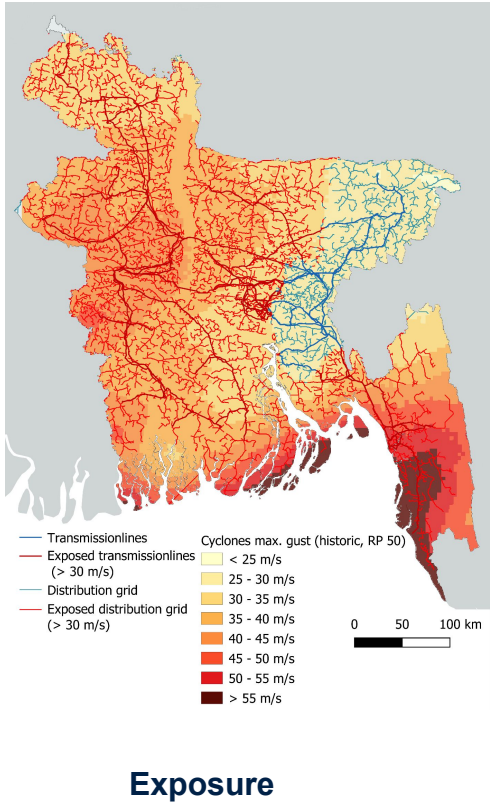 Transmissionlines
Exposed transmissionlines
(> 30 m/s)
Distribution grid
Exposed distribution grid
(> 30 m/s)
Cyclones max. gust (historic, RP 50)
< 25 m/s
25 - 30 m/s
30 - 35 m/s
35 - 40 m/s
40 - 45 m/s
45 - 50 m/s
50 - 55 m/s
> 55 m/s
0 50 100 km
Exposure